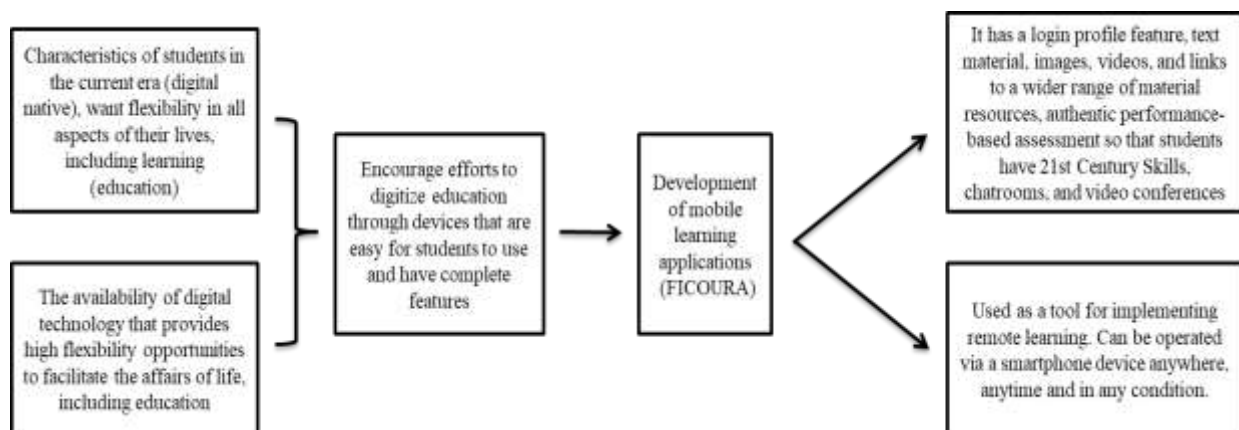 Characteristics of students
in the current era (digital
native), want flexibility in all
aspects of their lives,
including learning
(education)
The availability of digital
technology that provides
high flexibility opportunities
to facilitate the affairs of life,
including education
Encourage efforts to
digitize education
through devices that are
easy for students to use
and have complete
features
Development
of mobile
learning
applications
(FICOURA)
It has a login profile feature, text
material, images, videos, and links
to a wider range of material
resources, authentic performance-
based assessment so that students
have 21st Century Skills,
chatrooms, and video conferences
Used as a tool for implementing
remote learning. Can be operated
via a smartphone device anywhere,
anytime and in any condition.